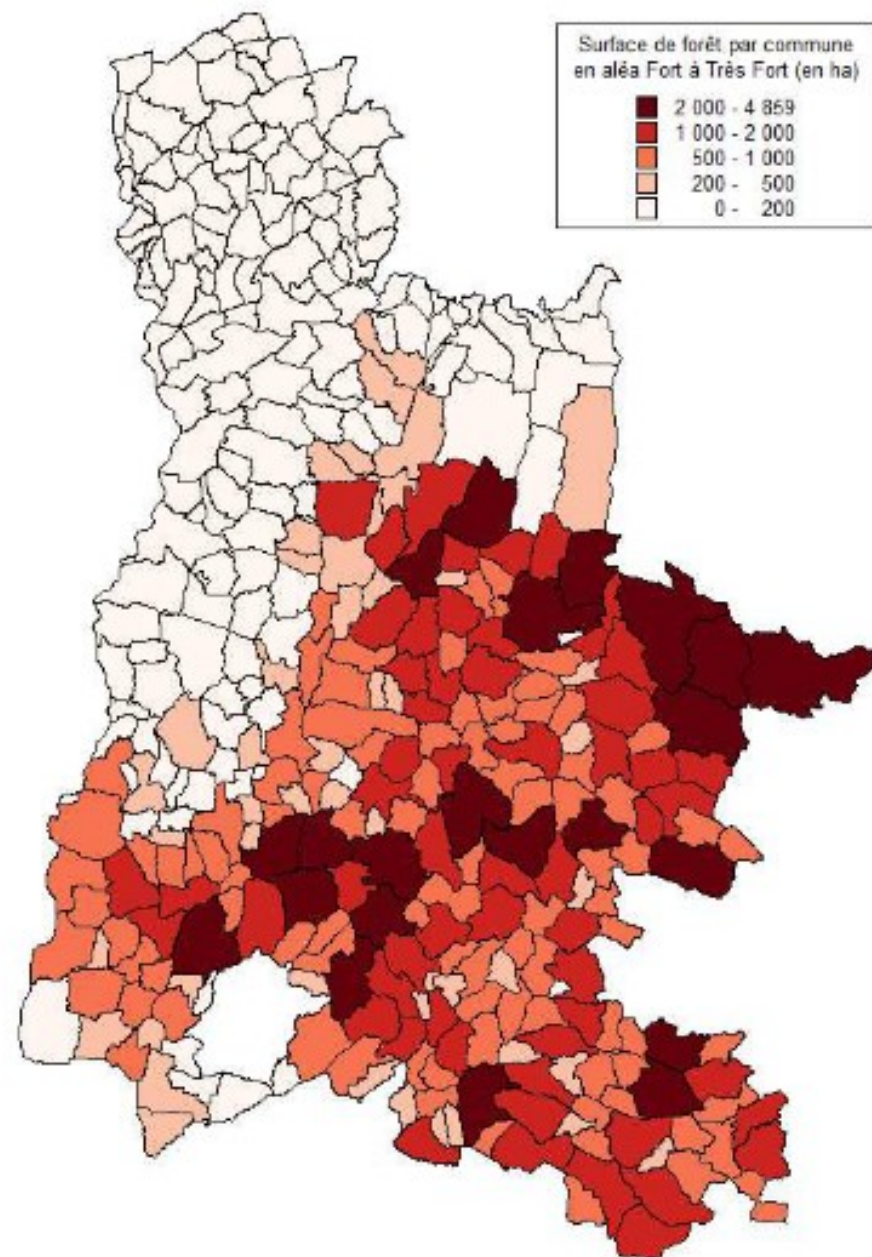 Surface de forêt par commune
en aléa Fort à Très Fort (en ha)
2 000 - 4 859
1 000 - 2 000
500 - 1 000
200 - 500
0 - 200